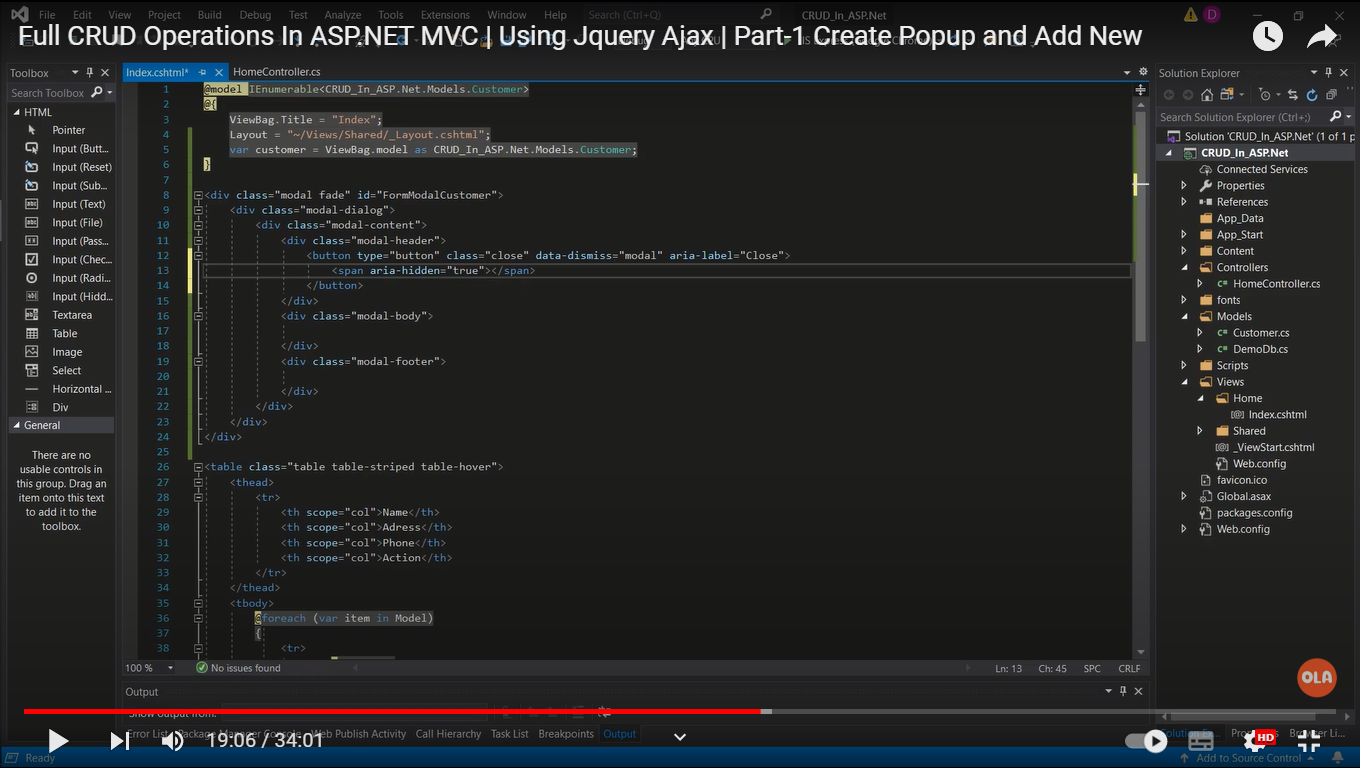 File Edit View Project Build Debug Test Analyze Tools Extensions Window Help Search (Ctrl+Q) CRUD_In_ASP.Net D
Full CRUD Operations In ASP.NET MVC | Using Jquery Ajax | Part-1 Create Popup and Add New
Toolbox
Search Toolbox
HTML
Pointer
Input (Butt...
Input (Reset)
Input (Sub...
Input (Text)
Input (File)
Input (Pass...
Input (Chec...
Input (Radi...
Input (Hidd...
Textarea
Table
Image
Select
Horizontal ...
Div
General
There are no
usable controls in
this group. Drag an
item onto this text
to add it to the
toolbox.
Index.cshtml* HomeController.cs
1 @model IEnumerable<CRUD_In_ASP.Net.Models.Customer>
2 @{
3 ViewBag.Title = "Index";
4 Layout = "~/Views/Shared/_Layout.cshtml";
5 var customer = ViewBag.model as CRUD_In_ASP.Net.Models.Customer;
6 }
7
8 <div class="modal fade" id="FormModalCustomer">
9 <div class="modal-dialog">
10 <div class="modal-content">
11 <div class="modal-header">
12 <button type="button" class="close" data-dismiss="modal" aria-label="Close">
13 <span aria-hidden="true"></span>
14 </button>
15 </div>
16 <div class="modal-body">
17
18 </div>
19 <div class="modal-footer">
20
21 </div>
22 </div>
23 </div>
24 </div>
25
26 <table class="table table-striped table-hover">
27 <thead>
28 <tr>
29 <th scope="col">Name</th>
30 <th scope="col">Adress</th>
31 <th scope="col">Phone</th>
32 <th scope="col">Action</th>
33 </tr>
34 </thead>
35 <tbody>
36 @foreach (var item in Model)
37 {
38 <tr>
100 % No issues found Ln: 13 Ch: 45 SPC CRLF
Solution Explorer
Search Solution Explorer (Ctrl+;)
Solution 'CRUD_In_ASP.Net' (1 of 1 p
CRUD_In_ASP.Net
Connected Services
Properties
References
App_Data
App_Start
Content
Controllers
HomeController.cs
fonts
Models
Customer.cs
DemoDb.cs
Scripts
Views
Home
Index.cshtml
Shared
_ViewStart.cshtml
Web.config
favicon.ico
Global.asax
packages.config
Web.config
OLA
Output
Show output from:
Error List Package Manager Console Web Publish Activity Call Hierarchy Task List Breakpoints Output
Solution Ex...
19:06 / 34:01
HD
Ready Add to Source Control